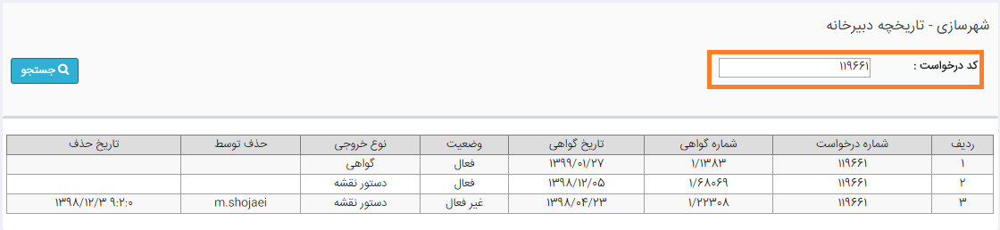 شهرسازی - تاریخچه دبیرخانه
کد درخواست : ۱۱۹۶۶۱ جستجو
ردیف شماره درخواست شماره گواهی تاریخ گواهی وضعیت نوع خروجی حذف توسط تاریخ حذف
۱ ۱۱۹۶۶۱ ۱/۱۳۸۳ ۱۳۹۹/۰۱/۲۷ فعال گواهی
۲ ۱۱۹۶۶۱ ۱/۶۸۰۶۹ ۱۳۹۸/۱۲/۰۵ فعال دستور نقشه
۳ ۱۱۹۶۶۱ ۱/۲۲۳۰۸ ۱۳۹۸/۰۴/۲۳ غیر فعال دستور نقشه m.shojaei ۱۳۹۸/۱۲/۳ ۹:۲:۰